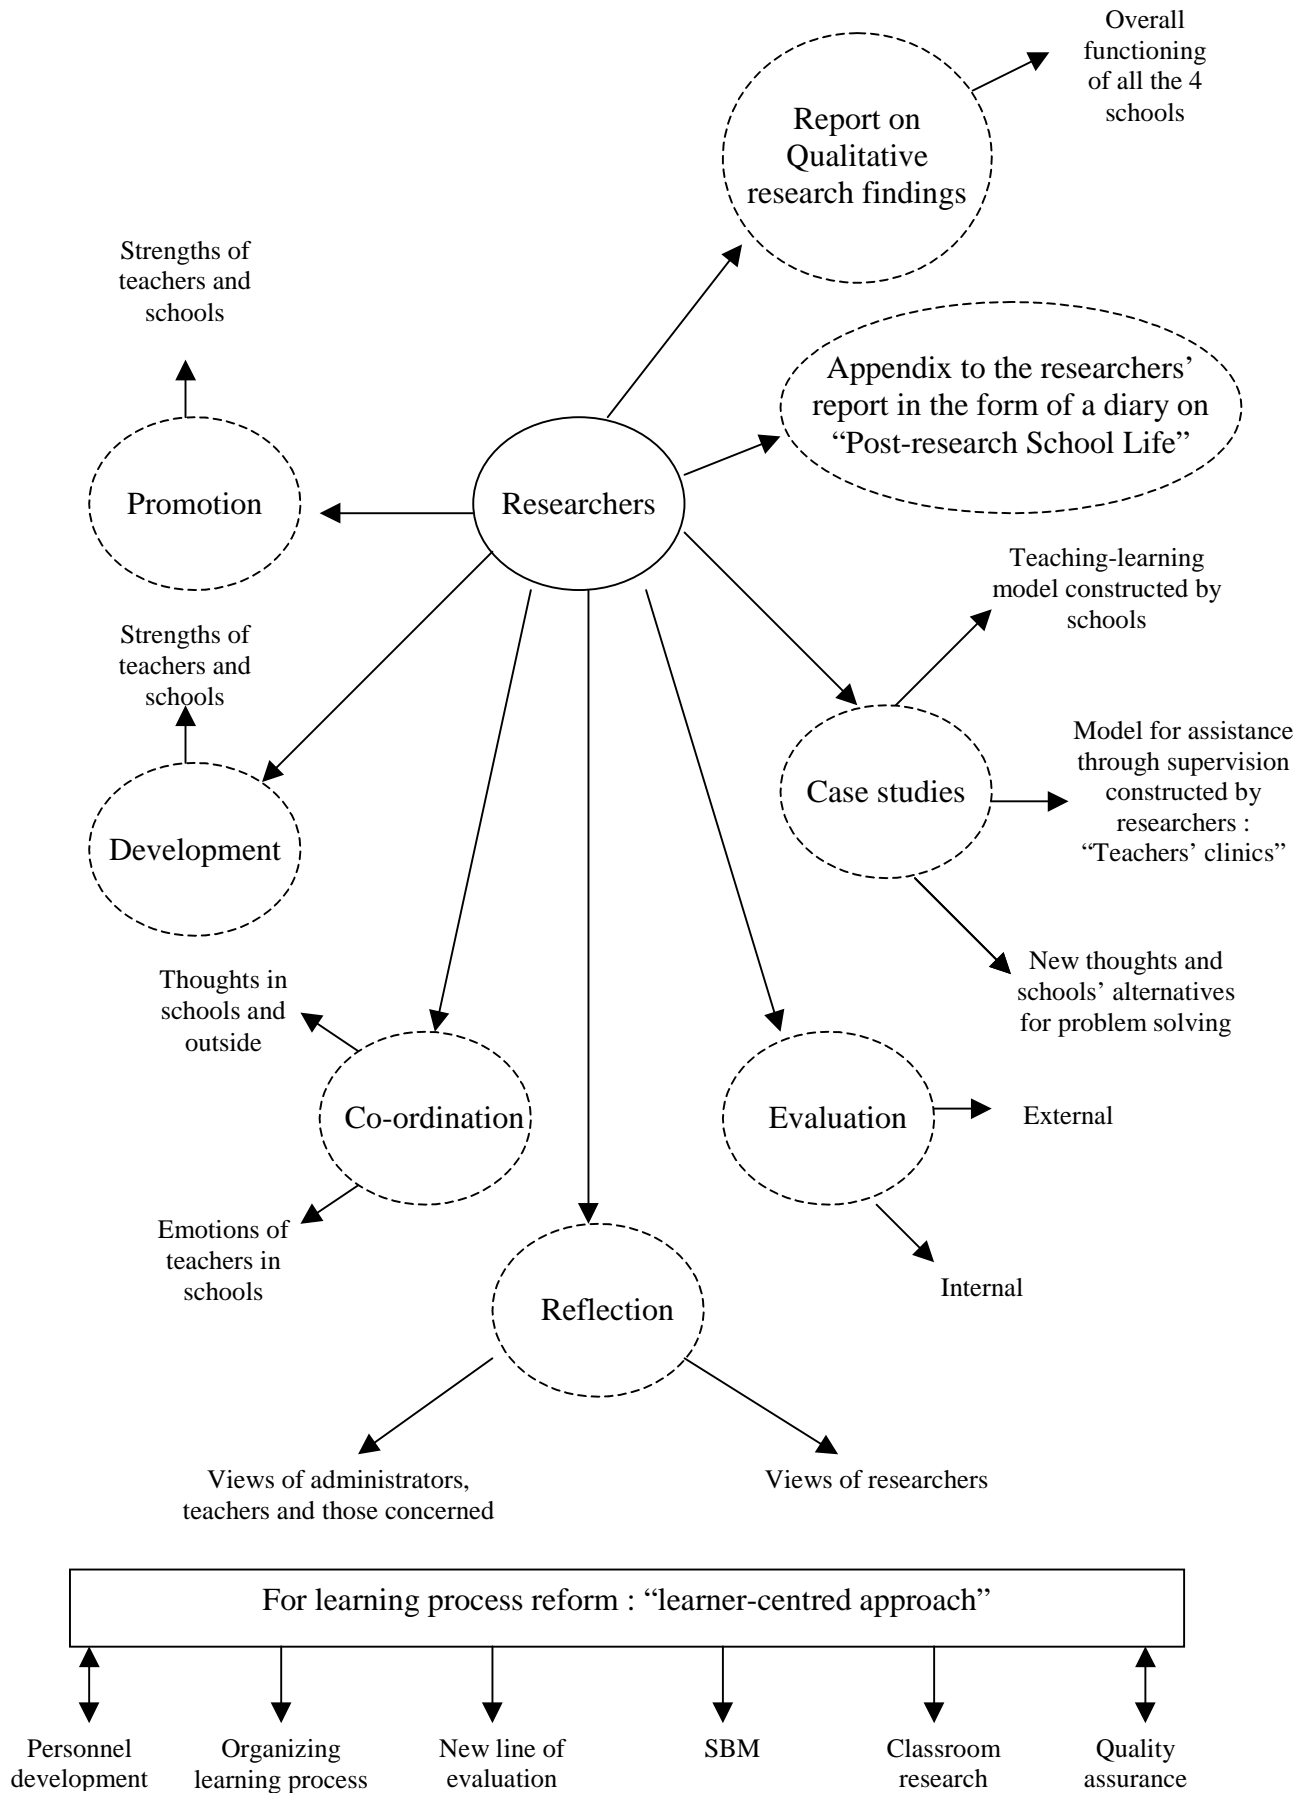 Overall
functioning
of all the 4
schools
Report on
Qualitative
research findings
Strengths of
teachers and
schools
Appendix to the researchers’
report in the form of a diary on
“Post-research School Life”
Promotion
Researchers
Teaching-learning
model constructed by
schools
Strengths of
teachers and
schools
Model for assistance
through supervision
constructed by
researchers :
“Teachers’ clinics”
Case studies
Development
New thoughts and
schools’ alternatives
for problem solving
Thoughts in
schools and
outside
Co-ordination
Evaluation
External
Emotions of
teachers in
schools
Internal
Reflection
Views of administrators,
teachers and those concerned
Views of researchers
For learning process reform : “learner-centred approach”
Personnel
development
Organizing
learning process
New line of
evaluation
SBM
Classroom
research
Quality
assurance